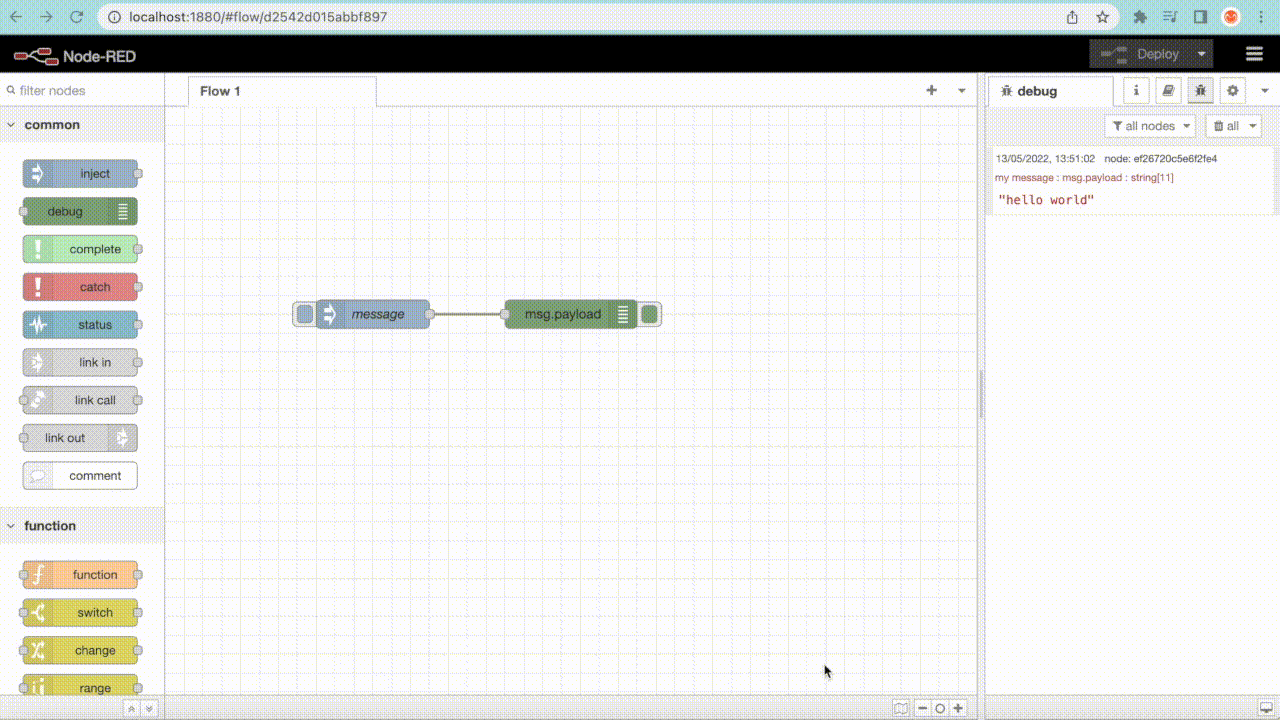 localhost:1880/#flow/d2542d015abbf897
Node-RED
Deploy
filter nodes
Flow 1
debug
common
all nodes
all
inject
debug
complete
catch
status
link in
link call
link out
comment
function
function
switch
change
range
message
msg.payload
13/05/2022, 13:51:02 node: ef26720c5e6f2fe4
my message : msg.payload : string[11]
"hello world"